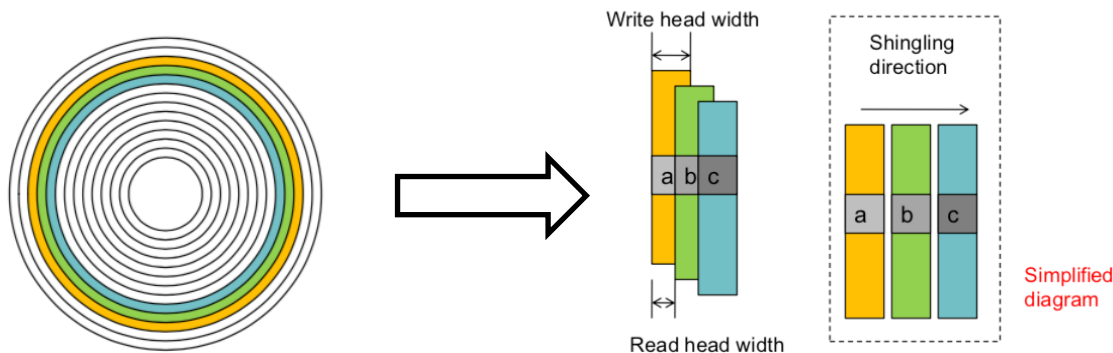 Write head width
a b c
Read head width
Shingling
direction
a b c
Simplified
diagram